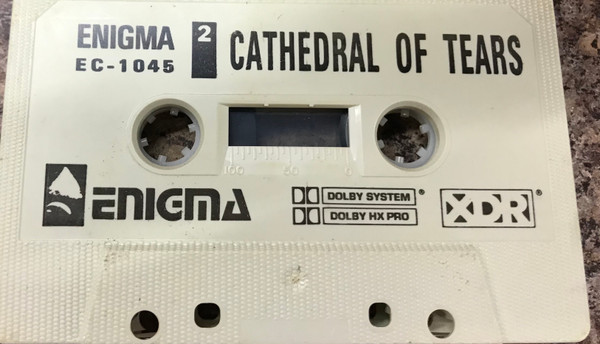 ENIGMA
EC-1045
2
CATHEDRAL OF TEARS
100 50 0
ENIGMA
DOLBY SYSTEM®
DOLBY HX PRO
XDR®